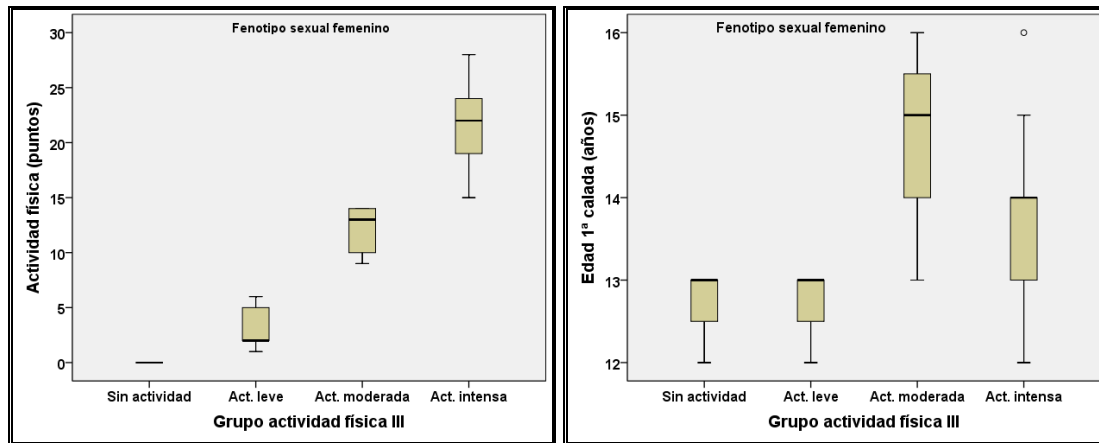 Fenotipo sexual femenino
Actividad física (puntos)
30
25
20
15
10
5
0
Sin actividad Act. leve Act. moderada Act. intensa
Grupo actividad física III
Fenotipo sexual femenino
Edad 1ª calada (años)
16
15
14
13
12
Sin actividad Act. leve Act. moderada Act. intensa
Grupo actividad física III